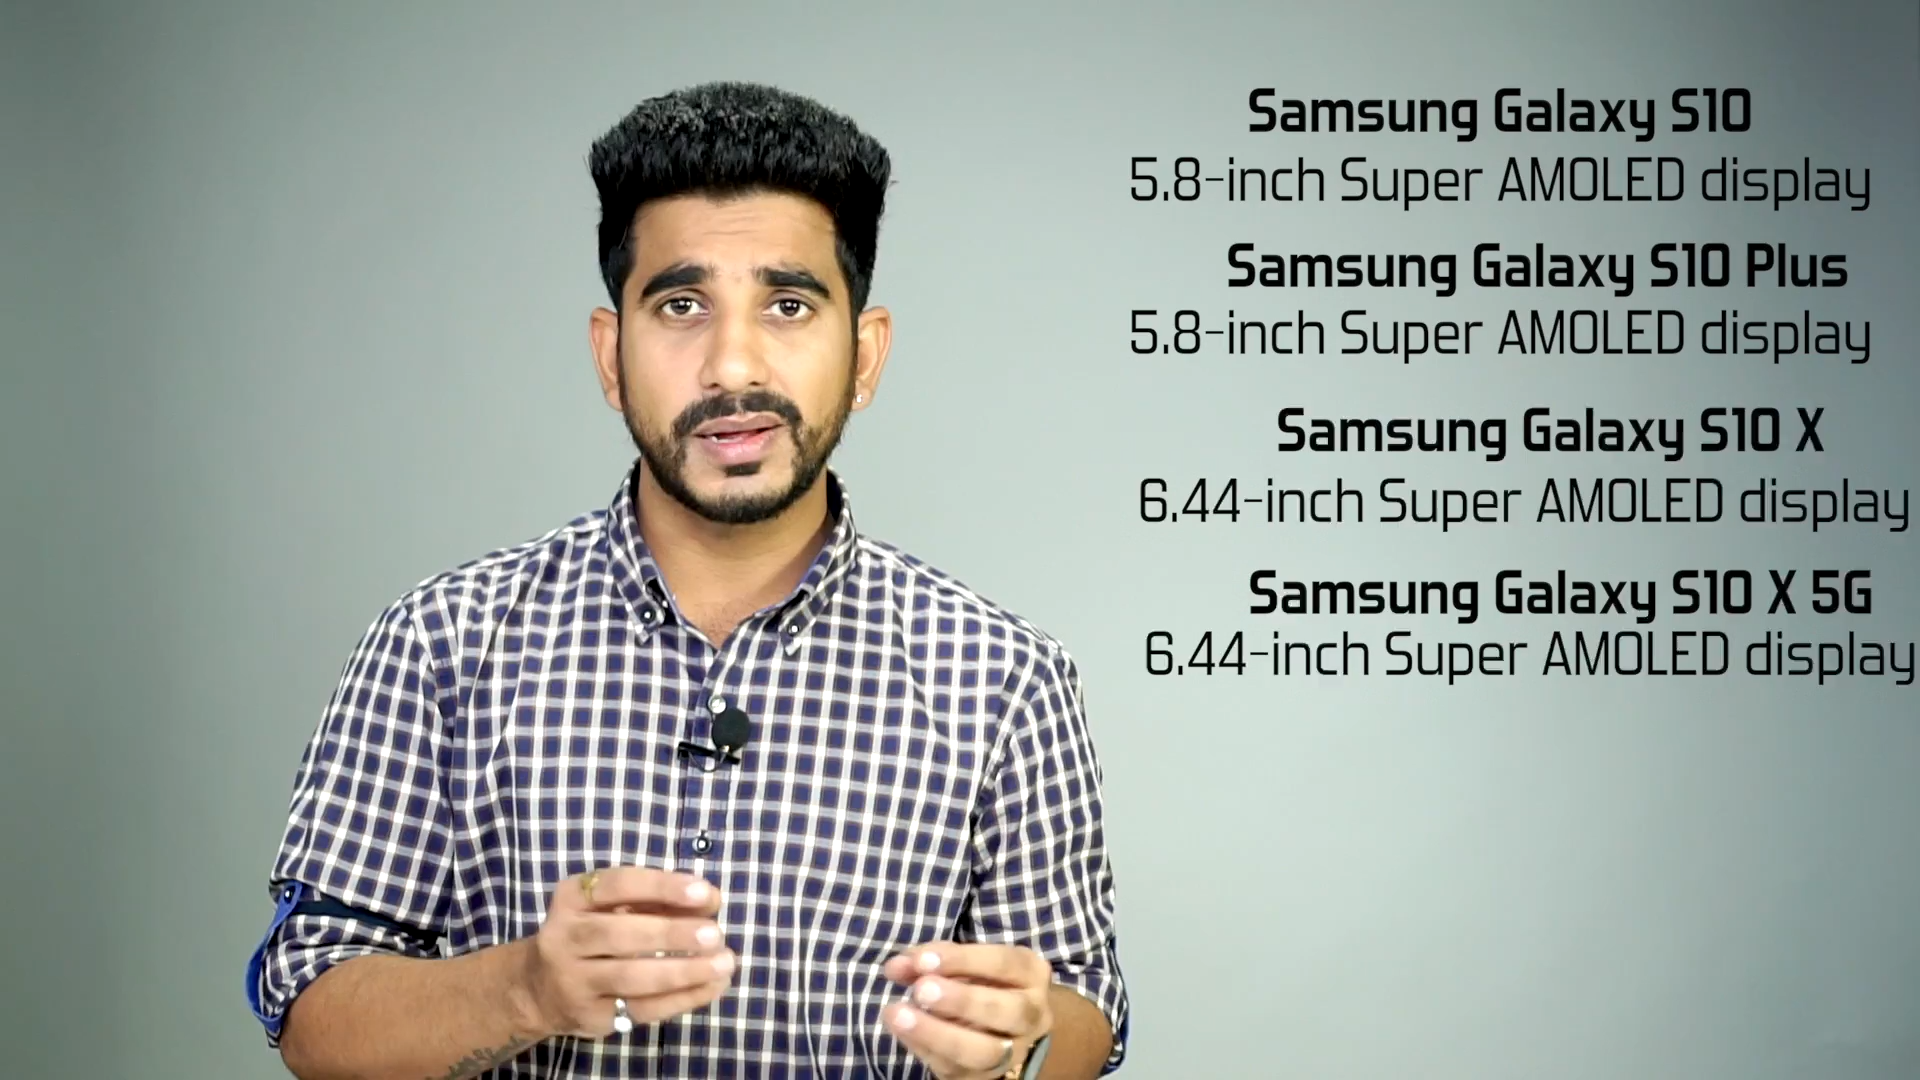 Samsung Galaxy S10
5.8-inch Super AMOLED display
Samsung Galaxy S10 Plus
5.8-inch Super AMOLED display
Samsung Galaxy S10 X
6.44-inch Super AMOLED display
Samsung Galaxy S10 X 5G
6.44-inch Super AMOLED display